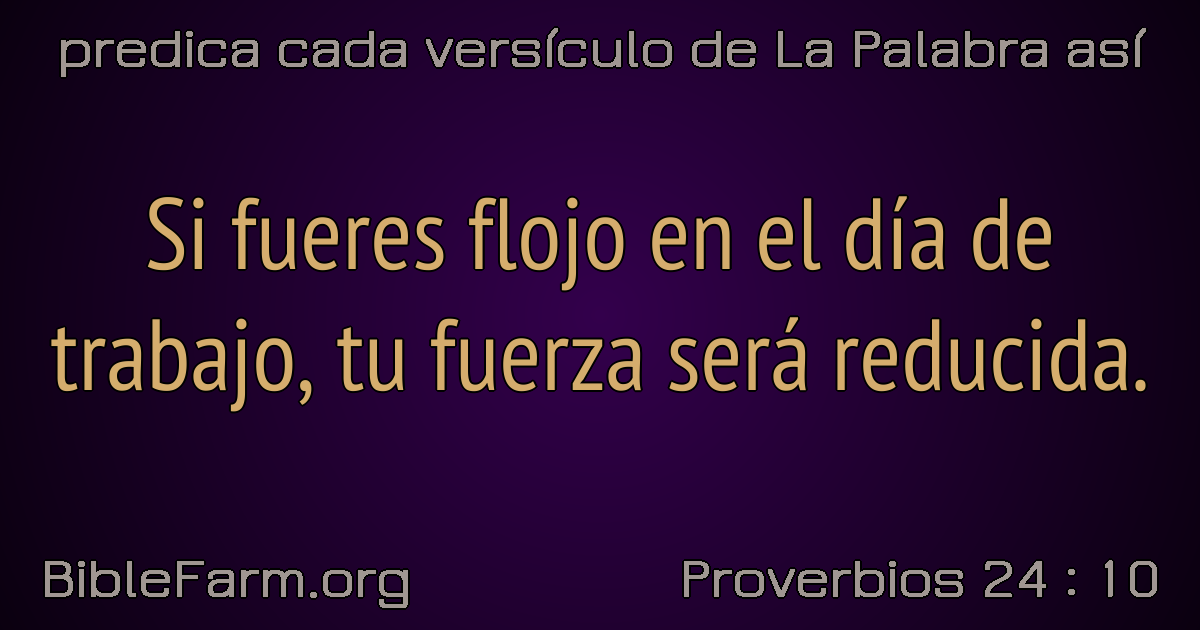 predica cada versículo de La Palabra así
Si fueres flojo en el día de
trabajo, tu fuerza será reducida.
BibleFarm.org
Proverbios 24 : 10